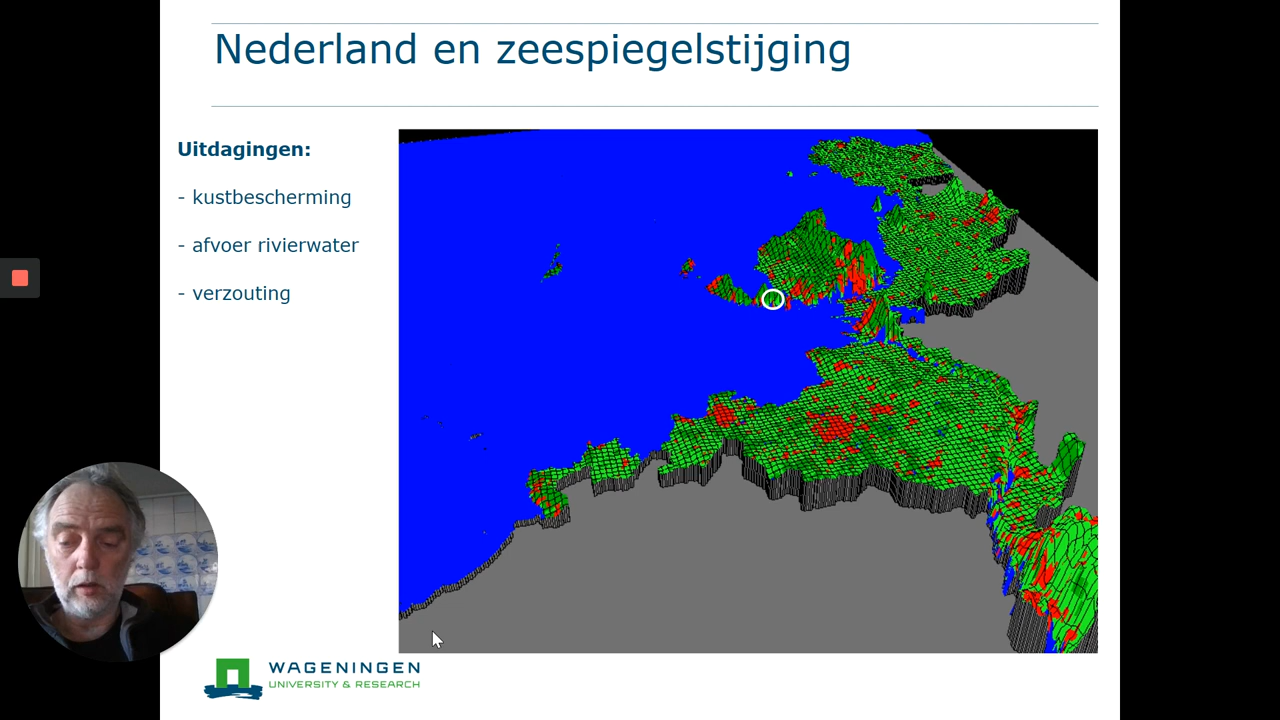 Nederland en zeespiegelstijging
Uitdagingen:
- kustbescherming
- afvoer rivierwater
- verzouting
WAGENINGEN
UNIVERSITY & RESEARCH